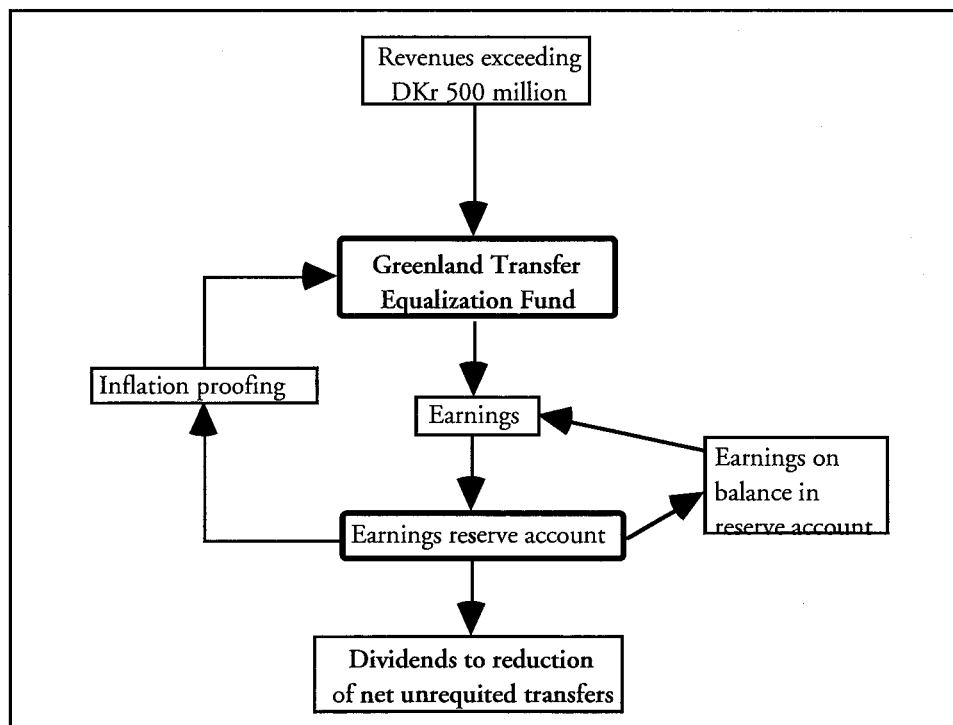 Revenues exceeding
DKr 500 million
Greenland Transfer
Equalization Fund
Inflation proofing
Earnings
Earnings on
balance in
reserve account
Earnings reserve account
Dividends to reduction
of net unrequited transfers